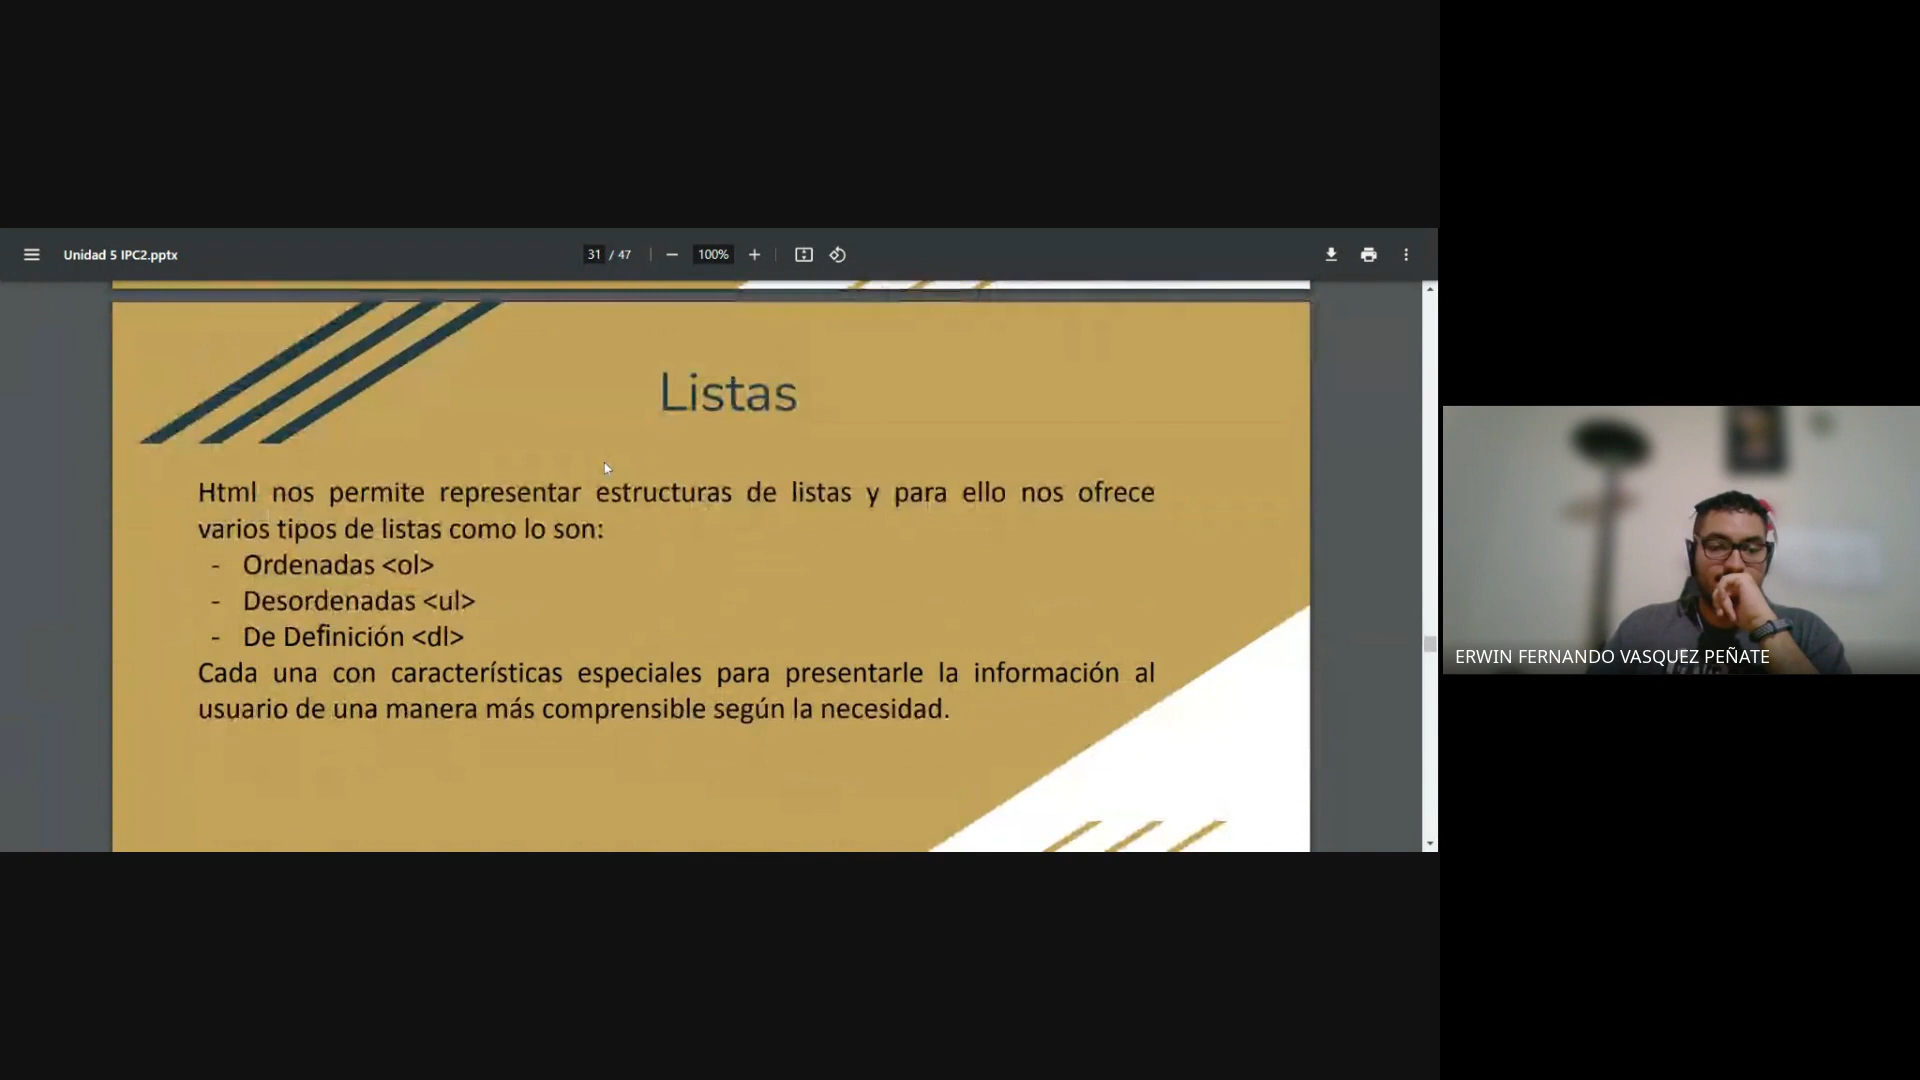 Unidad 5 IPC2.pptx
31 / 47
100%
Listas
Html nos permite representar estructuras de listas y para ello nos ofrece
varios tipos de listas como lo son:
- Ordenadas <ol>
- Desordenadas <ul>
- De Definición <dl>
Cada una con características especiales para presentarle la información al
usuario de una manera más comprensible según la necesidad.
ERWIN FERNANDO VASQUEZ PEÑATE